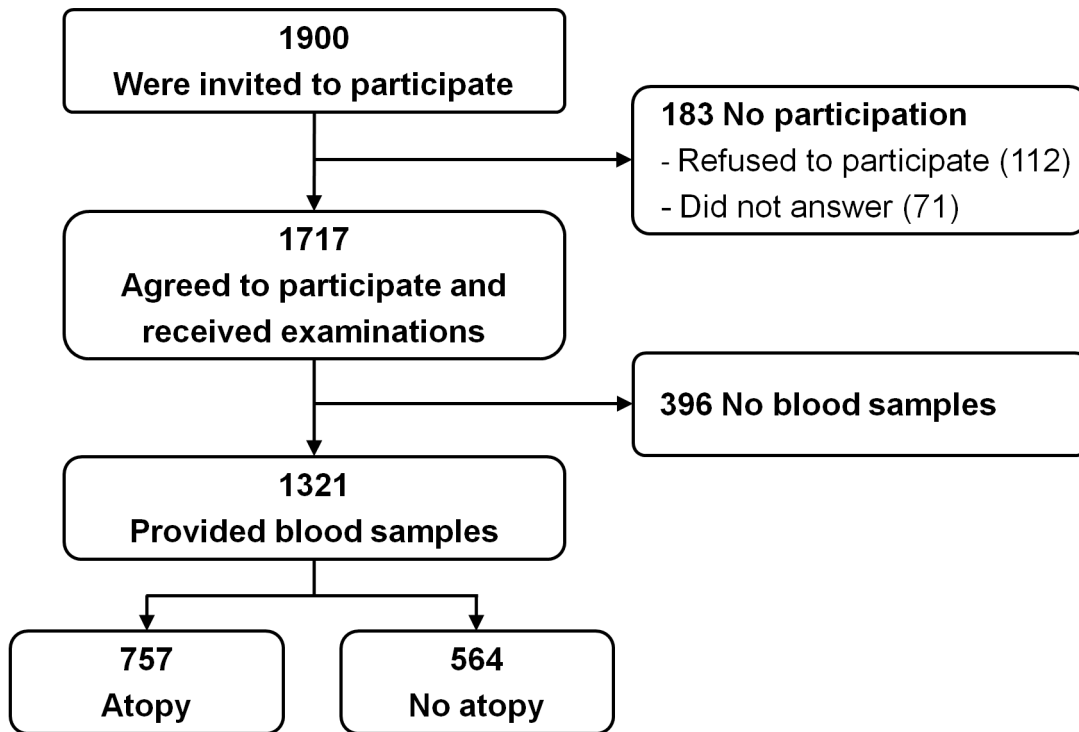 1900
Were invited to participate
183 No participation
- Refused to participate (112)
- Did not answer (71)
1717
Agreed to participate and
received examinations
396 No blood samples
1321
Provided blood samples
757
Atopy
564
No atopy